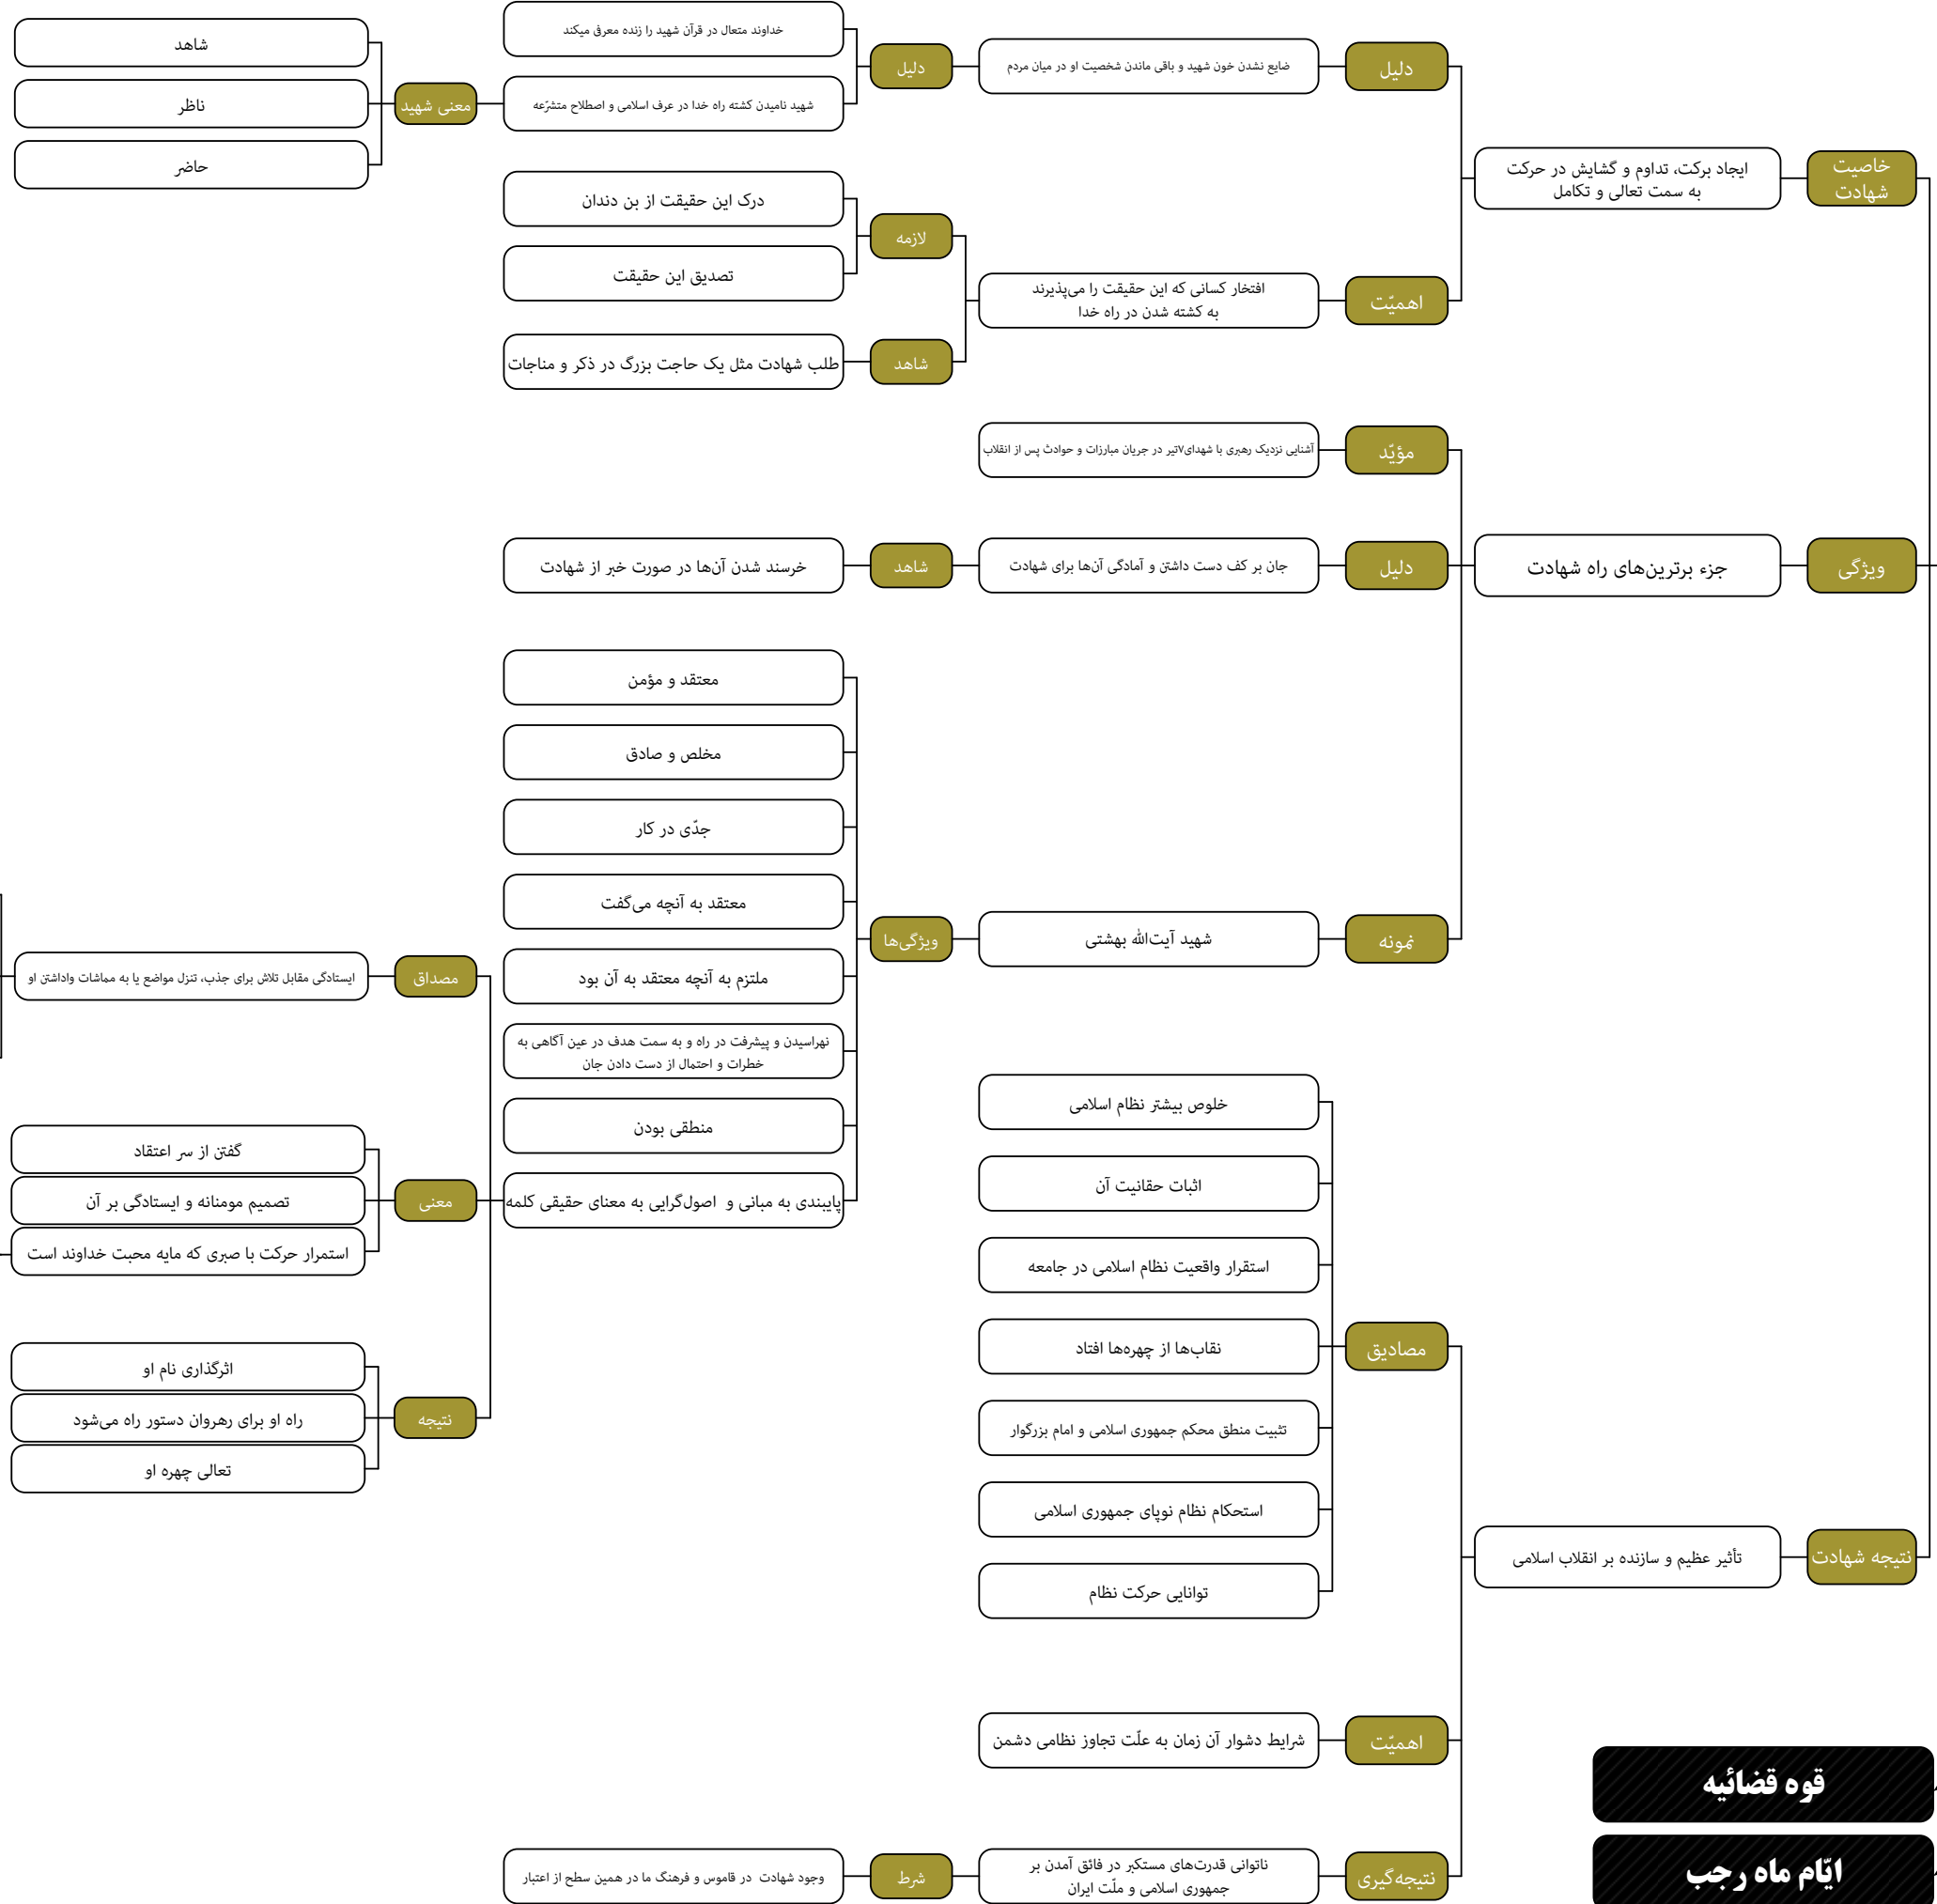 خاصیت
شهادت
ایجاد برکت، تداوم و گشایش در حرکت
به سمت تعالی و تکامل
دلیل
ضایع نشدن خون شهید و باقی ماندن شخصیت او در میان مردم
دلیل
خداوند متعال در قرآن شهید را زنده معرفی میکند
شهید نامیدن کشته راه خدا در عرف اسلامی و اصطلاح متشرّعه
معنی شهید
شاهد
ناظر
حاضر
اهمیّت
افتخار کسانی که این حقیقت را می‌پذیرند
به کشته شدن در راه خدا
لازمه
درک این حقیقت از بن دندان
تصدیق این حقیقت
شاهد
طلب شهادت مثل یک حاجت بزرگ در ذکر و مناجات
ویژگی
جزء برترین‌های راه شهادت
مؤیّد
آشنایی نزدیک رهبری با شهدای۷تیر در جریان مبارزات و حوادث پس از انقلاب
دلیل
جان بر کف دست داشتن و آمادگی آن‌ها برای شهادت
شاهد
خرسند شدن آن‌ها در صورت خبر از شهادت
نمونه
شهید آیت‌الله بهشتی
ویژگی‌ها
معتقد و مؤمن
مخلص و صادق
جدّی در کار
معتقد به آنچه می‌گفت
ملتزم به آنچه معتقد به آن بود
نهراسیدن و پیشرفت در راه و به سمت هدف در عین آگاهی به
خطرات و احتمال از دست دادن جان
منطقی بودن
پایبندی به مبانی و اصول‌گرایی به معنای حقیقی کلمه
مصداق
ایستادگی مقابل تلاش برای جذب، تنزل مواضع یا به مماشات واداشتن او
معنی
گفتن از سر اعتقاد
تصمیم مومنانه و ایستادگی بر آن
استمرار حرکت با صبری که مایه محبت خداوند است
نتیجه
اثرگذاری نام او
راه او برای رهروان دستور راه می‌شود
تعالی چهره او
نتیجه شهادت
تأثیر عظیم و سازنده بر انقلاب اسلامی
مصادیق
خلوص بیشتر نظام اسلامی
اثبات حقانیت آن
استقرار واقعیت نظام اسلامی در جامعه
نقاب‌ها از چهره‌ها افتاد
تثبیت منطق محکم جمهوری اسلامی و امام بزرگوار
استحکام نظام نوپای جمهوری اسلامی
توانایی حرکت نظام
اهمیّت
شرایط دشوار آن زمان به علّت تجاوز نظامی دشمن
نتیجه‌گیری
ناتوانی قدرت‌های مستکبر در فائق آمدن بر
جمهوری اسلامی و ملّت ایران
شرط
وجود شهادت در قاموس و فرهنگ ما در همین سطح از اعتبار
قوه قضائیه
ایّام ماه رجب